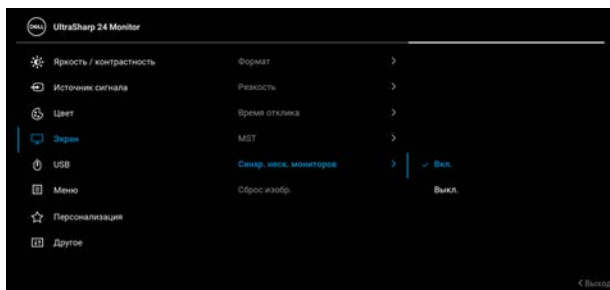 DELL UltraSharp 24 Monitor
Яркость / контрастность
Формат
Источник сигнала
Резкость
Цвет
Время отклика
Экран
MST
USB
Синхр. неск. мониторов
Вкл.
Меню
Сброс изобр.
Выкл.
Персонализация
Другое
Выход